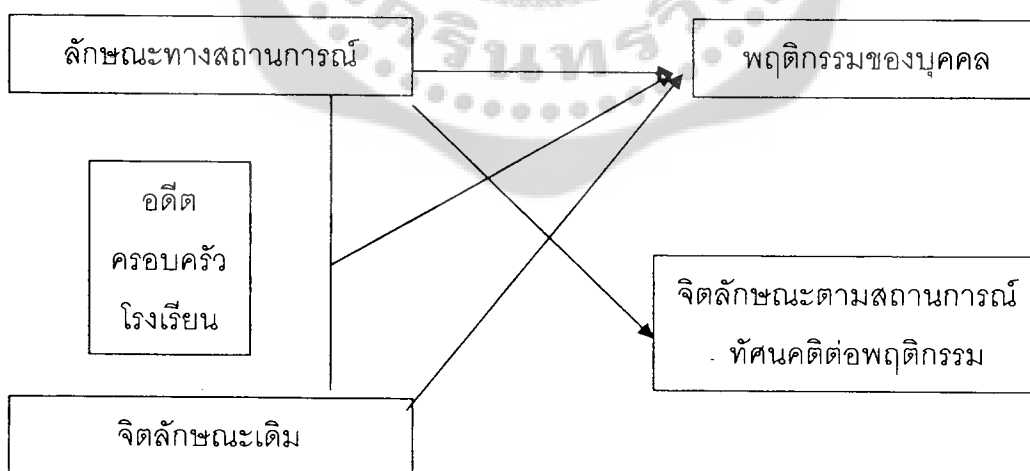 ลักษณะทางสถานการณ์
พฤติกรรมของบุคคล
อดีต
ครอบครัว
โรงเรียน
จิตลักษณะตามสถานการณ์
ทัศนคติต่อพฤติกรรม
จิตลักษณะเดิม